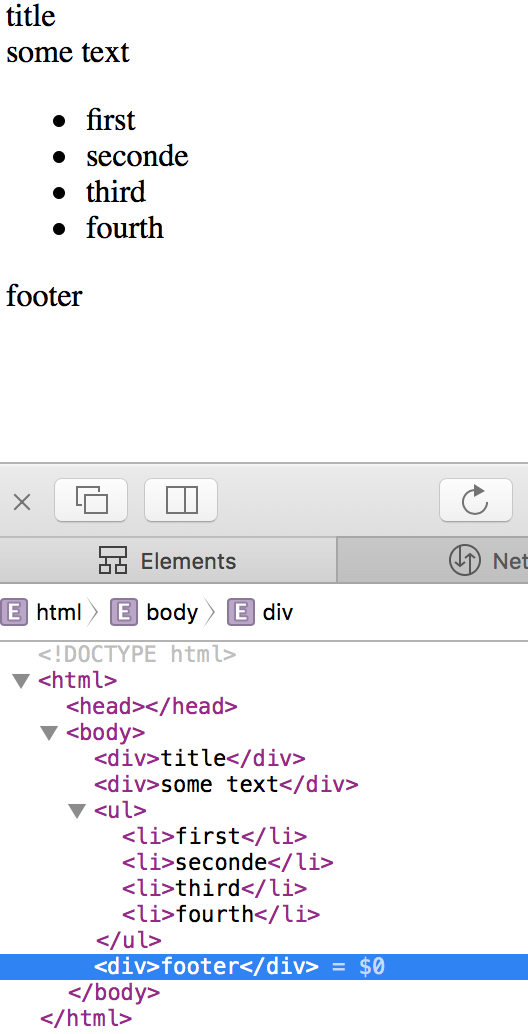 title
some text
• first
• seconde
• third
• fourth
footer
Elements
Net
E html E body E div
<!DOCTYPE html>
<html>
<head></head>
<body>
<div>title</div>
<div>some text</div>
<ul>
<li>first</li>
<li>seconde</li>
<li>third</li>
<li>fourth</li>
</ul>
<div>footer</div> = $0
</body>
</html>